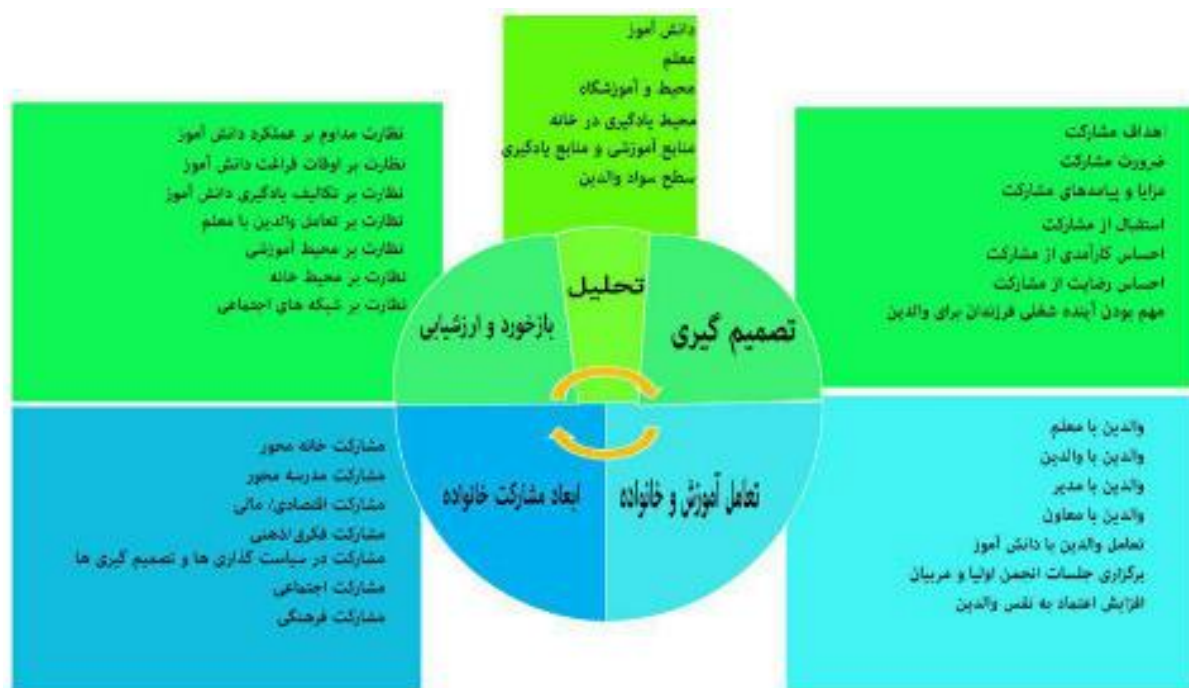 دانش آموز
معلم
محیط و آموزشگاه
محیط یادگیری در خانه
منابع آموزشی و منابع یادگیری
سطح سواد والدین
تحلیل
اهداف مشارکت
ضرورت مشارکت
مزایا و پیامدهای مشارکت
استقبال از مشارکت
احساس کارآمدی از مشارکت
احساس رضایت از مشارکت
مهم بودن آینده شغلی فرزندان برای والدین
تصمیم گیری
والدین با معلم
والدین با والدین
والدین با مدیر
والدین با معاون
تعامل والدین با دانش آموز
برگزاری جلسات انجمن اولیا و مربیان
افزایش اعتماد به نفس والدین
تعامل آموزش و خانواده
ابعاد مشارکت خانواده
مشارکت خانه محور
مشارکت مدرسه محور
مشارکت اقتصادی/ مالی
مشارکت فکری/ذهنی
مشارکت در سیاست گذاری ها و تصمیم گیری ها
مشارکت اجتماعی
مشارکت فرهنگی
بازخورد و ارزشیابی
نظارت مداوم بر عملکرد دانش آموز
نظارت بر اوقات فراغت دانش آموز
نظارت بر تکالیف یادگیری دانش آموز
نظارت بر تعامل والدین با معلم
نظارت بر محیط آموزشی
نظارت بر محیط خانه
نظارت بر شبکه های اجتماعی